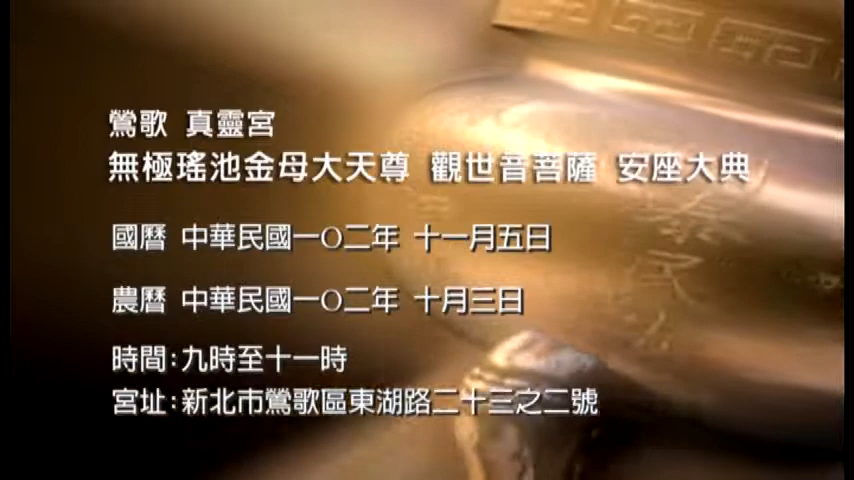 鶯歌 真靈宮
無極瑤池金母大天尊 觀世音菩薩 安座大典
國曆 中華民國一〇二年 十一月五日
農曆 中華民國一〇二年 十月三日
時間:九時至十一時
宮址:新北市鶯歌區東湖路二十三之二號